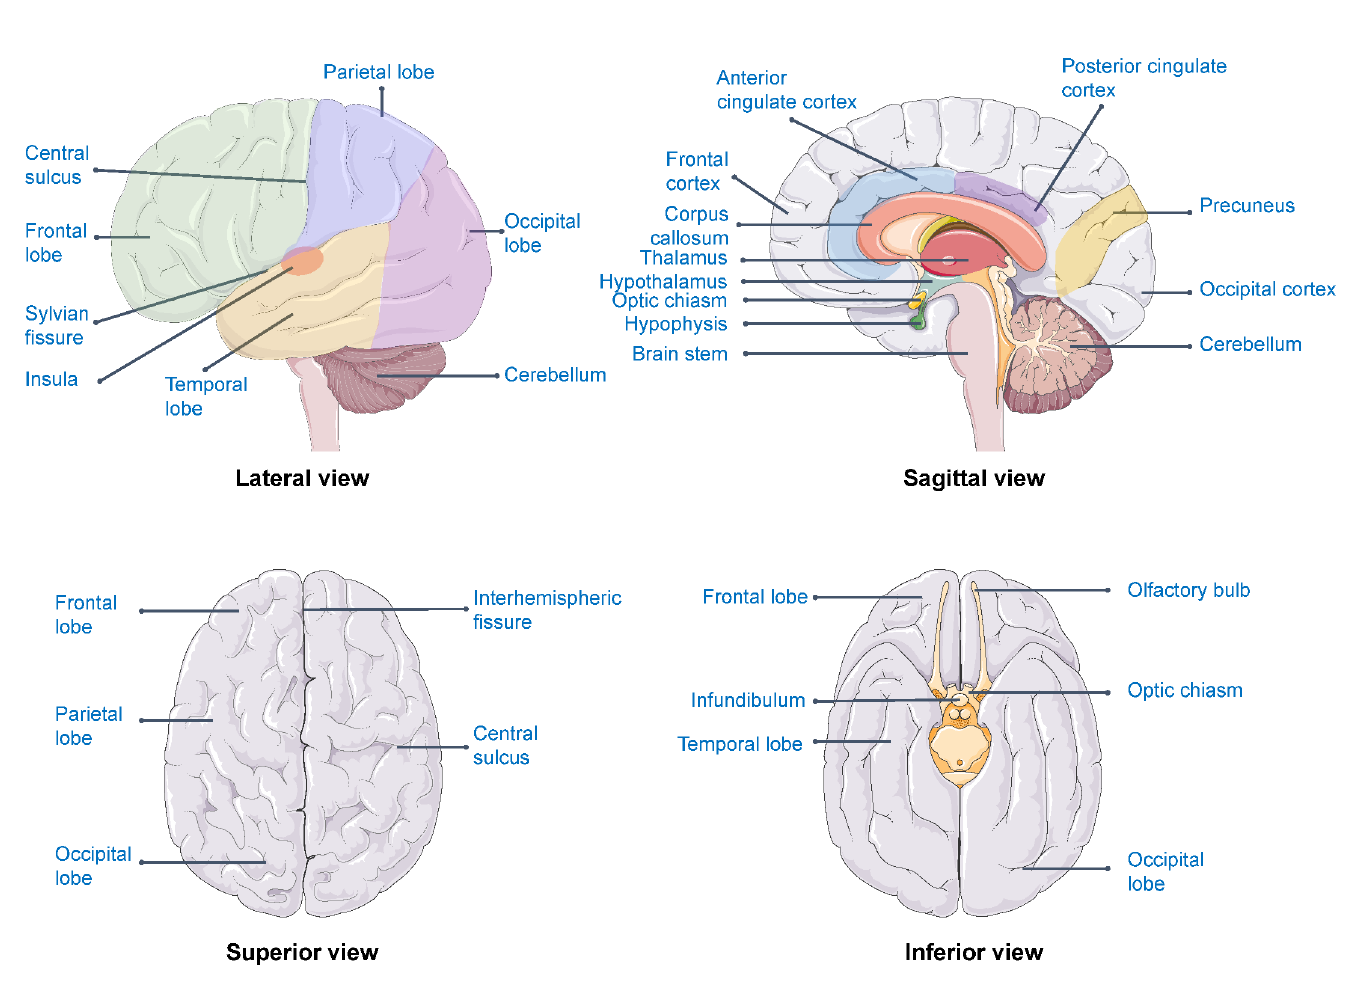 Parietal lobe
Central
sulcus
Frontal
lobe
Sylvian
fissure
Insula
Temporal
lobe
Occipital
lobe
Cerebellum
Lateral view
Anterior
cingulate cortex
Posterior cingulate
cortex
Frontal
cortex
Corpus
callosum
Thalamus
Hypothalamus
Optic chiasm
Hypophysis
Brain stem
Precuneus
Occipital cortex
Cerebellum
Sagittal view
Frontal
lobe
Parietal
lobe
Occipital
lobe
Interhemispheric
fissure
Central
sulcus
Superior view
Frontal lobe
Infundibulum
Temporal lobe
Olfactory bulb
Optic chiasm
Occipital
lobe
Inferior view